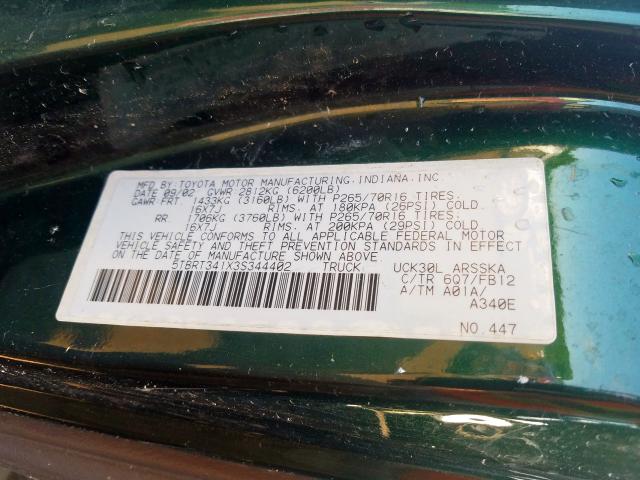 MFD. BY: TOYOTA MOTOR MANUFACTURING, INDIANA, INC.
DATE 09/02 GVWR 2812KG (6200LB)
GAWR FRT. 1433KG (3160LB) WITH P265/70R16 TIRES,
16X7J RIMS, AT 180KPA (26PSI) COLD.
RR. 1706KG (3760LB) WITH P265/70R16 TIRES,
16X7J RIMS, AT 200KPA (29PSI) COLD.
THIS VEHICLE CONFORMS TO ALL APPLICABLE FEDERAL MOTOR
VEHICLE SAFETY AND THEFT PREVENTION STANDARDS IN EFFECT
ON THE DATE OF MANUFACTURE SHOWN ABOVE.
5TBRT341X3S344402 TRUCK UCK30L ARSSKA
C/TR 6Q7/FB12
A/TM A01A/
A340E
NO. 447